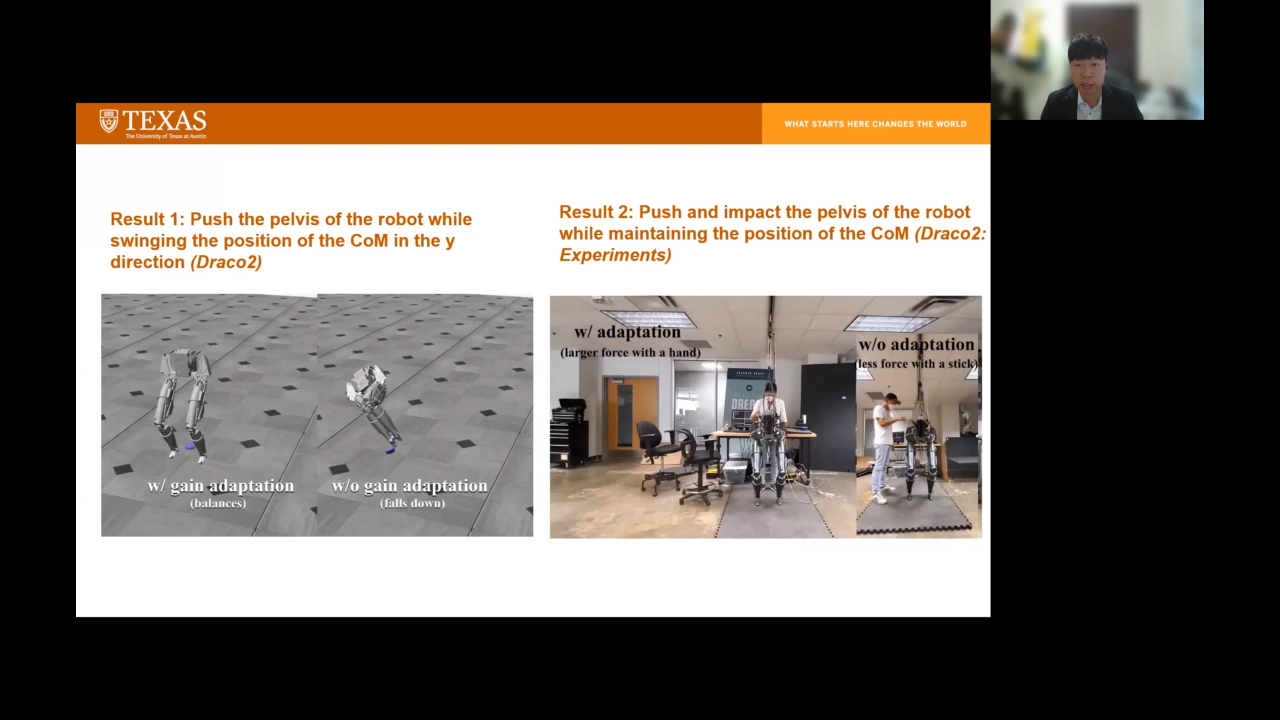 TEXAS
The University of Texas at Austin
WHAT STARTS HERE CHANGES THE WORLD
Result 1: Push the pelvis of the robot while
swinging the position of the CoM in the y
direction (Draco2)
Result 2: Push and impact the pelvis of the robot
while maintaining the position of the CoM (Draco2:
Experiments)
w/ gain adaptation
(balances)
w/o gain adaptation
(falls down)
w/ adaptation
(larger force with a hand)
w/o adaptation
(less force with a stick)